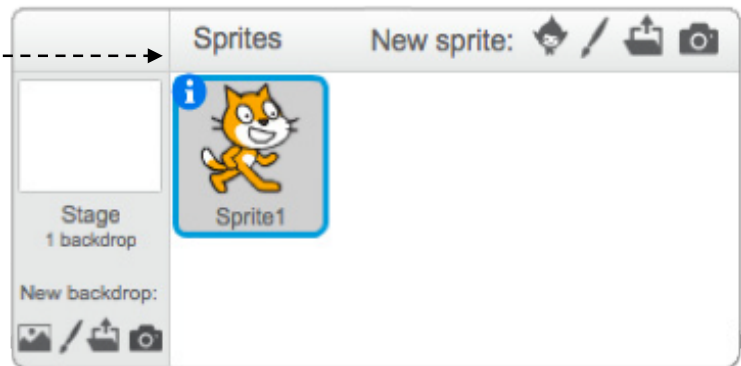 Sprites New sprite:
i
Sprite1
Stage
1 backdrop
New backdrop: